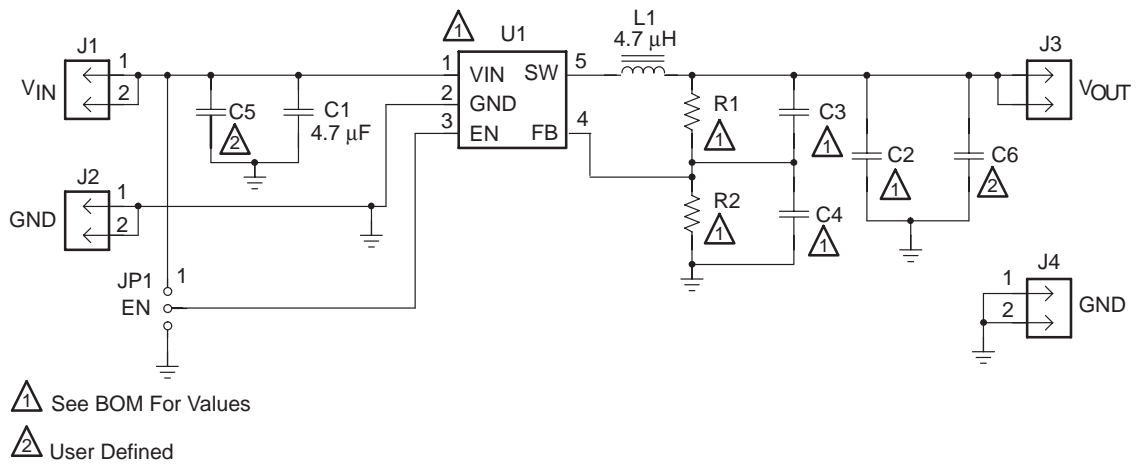 J1
1
2
VIN
C5
2
C1
4.7 μF
J2
1
2
GND
JP1
1
EN
1
U1
1
VIN
SW
5
2
GND
3
EN
FB
4
L1
4.7 μH
R1
1
C3
1
R2
1
C4
1
C2
1
C6
2
J3
VOUT
J4
1
2
GND
1 See BOM For Values
2 User Defined